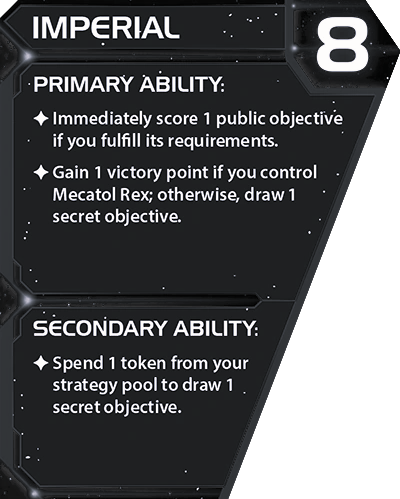 IMPERIAL
8
PRIMARY ABILITY:
✦ Immediately score 1 public objective
if you fulfill its requirements.
✦ Gain 1 victory point if you control
Mecatol Rex; otherwise, draw 1
secret objective.
SECONDARY ABILITY:
✦ Spend 1 token from your
strategy pool to draw 1
secret objective.